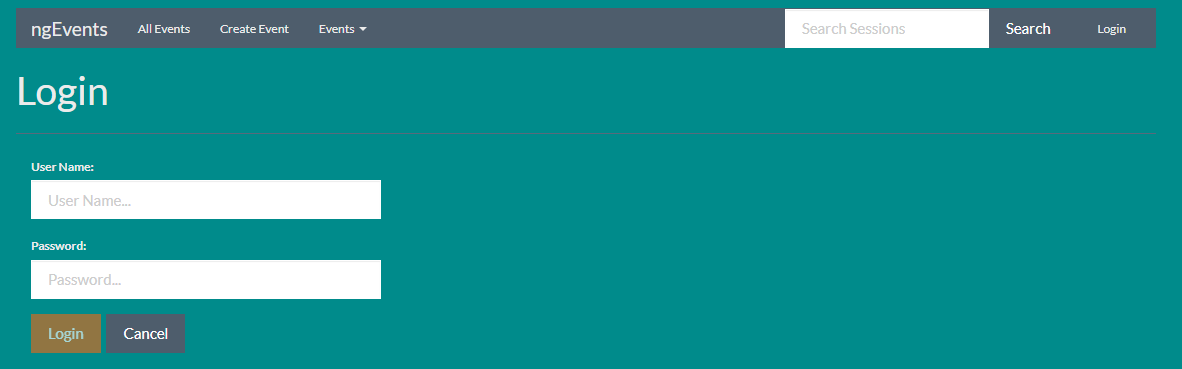 ngEvents All Events Create Event Events Search Sessions Search Login
Login
User Name:
User Name...
Password:
Password...
Login Cancel